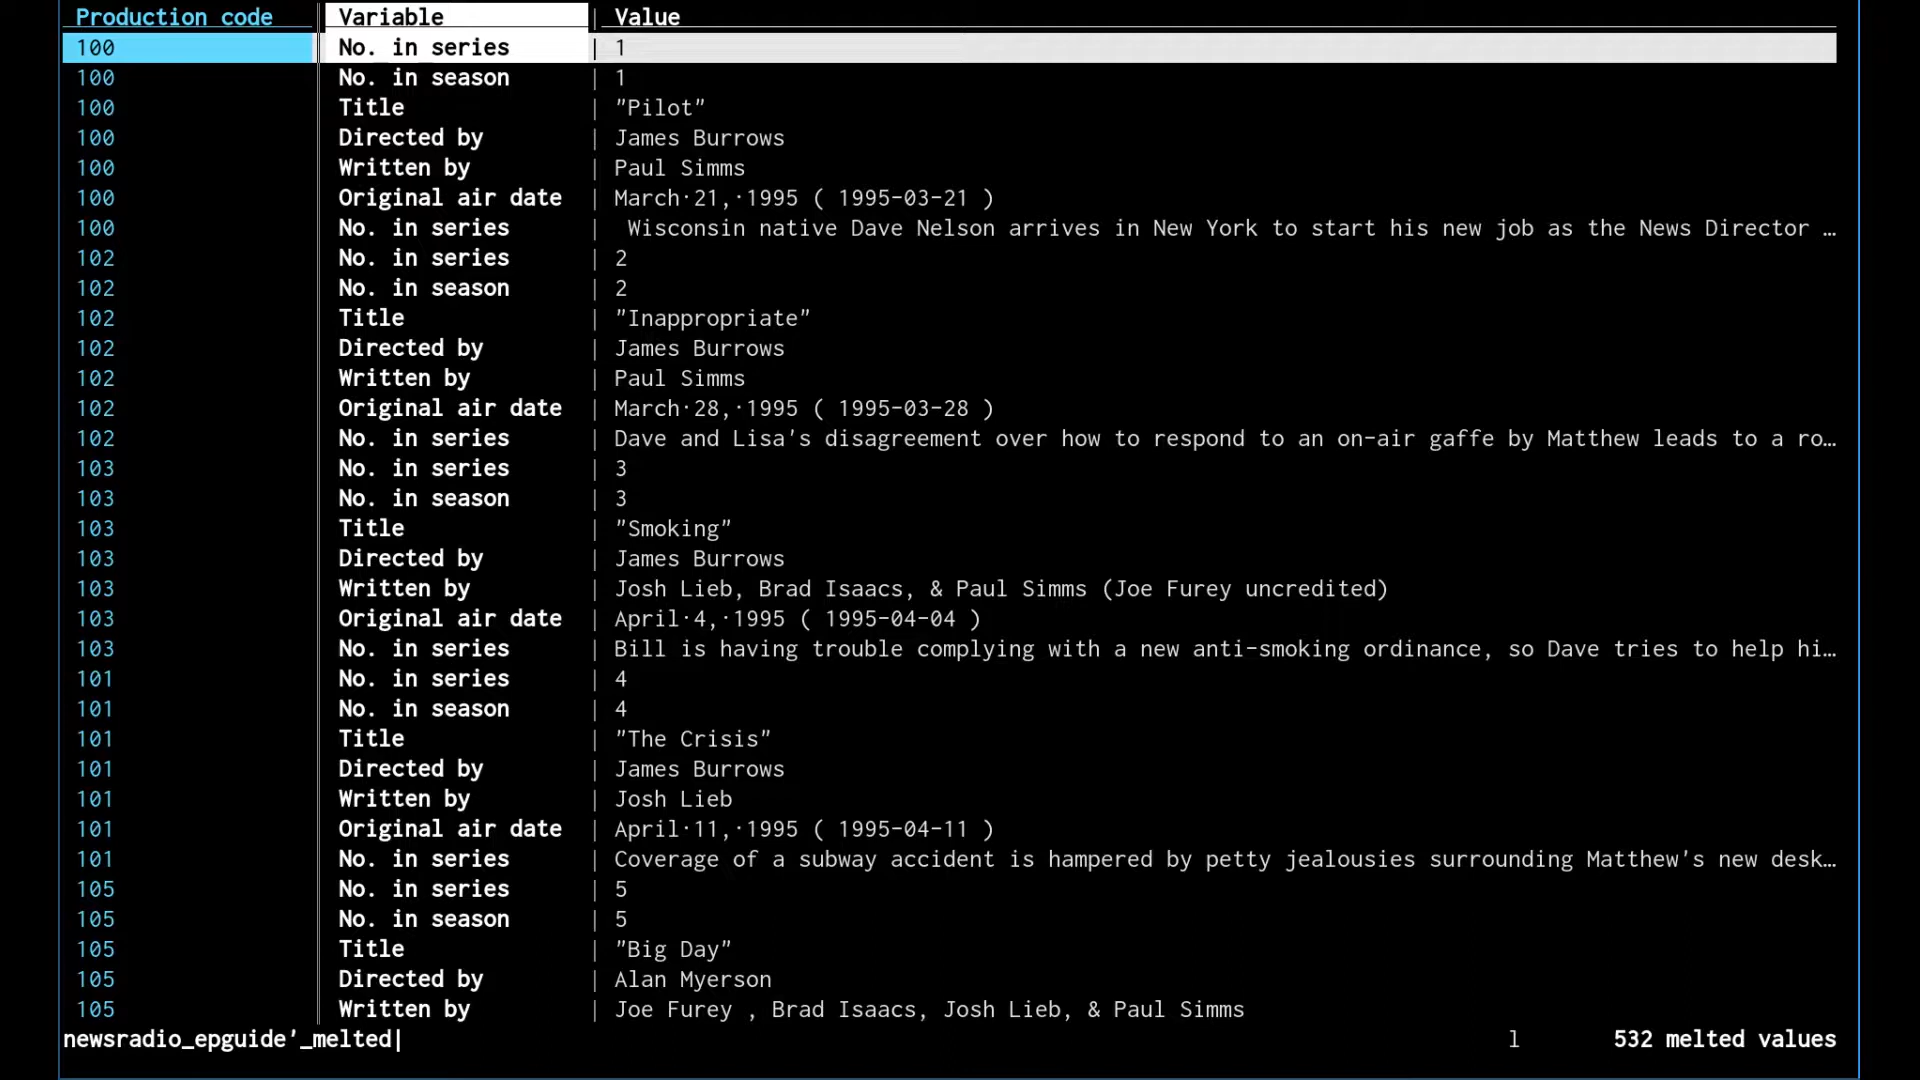 Production code | Variable | Value
100 No. in series | 1
100 No. in season | 1
100 Title | "Pilot"
100 Directed by | James Burrows
100 Written by | Paul Simms
100 Original air date | March·21,·1995 ( 1995-03-21 )
100 No. in series | Wisconsin native Dave Nelson arrives in New York to start his new job as the News Director …
102 No. in series | 2
102 No. in season | 2
102 Title | "Inappropriate"
102 Directed by | James Burrows
102 Written by | Paul Simms
102 Original air date | March·28,·1995 ( 1995-03-28 )
102 No. in series | Dave and Lisa's disagreement over how to respond to an on-air gaffe by Matthew leads to a ro…
103 No. in series | 3
103 No. in season | 3
103 Title | "Smoking"
103 Directed by | James Burrows
103 Written by | Josh Lieb, Brad Isaacs, & Paul Simms (Joe Furey uncredited)
103 Original air date | April·4,·1995 ( 1995-04-04 )
103 No. in series | Bill is having trouble complying with a new anti-smoking ordinance, so Dave tries to help hi…
101 No. in series | 4
101 No. in season | 4
101 Title | "The Crisis"
101 Directed by | James Burrows
101 Written by | Josh Lieb
101 Original air date | April·11,·1995 ( 1995-04-11 )
101 No. in series | Coverage of a subway accident is hampered by petty jealousies surrounding Matthew's new desk…
105 No. in series | 5
105 No. in season | 5
105 Title | "Big Day"
105 Directed by | Alan Myerson
105 Written by | Joe Furey , Brad Isaacs, Josh Lieb, & Paul Simms
newsradio_epguide'_melted| l 532 melted values